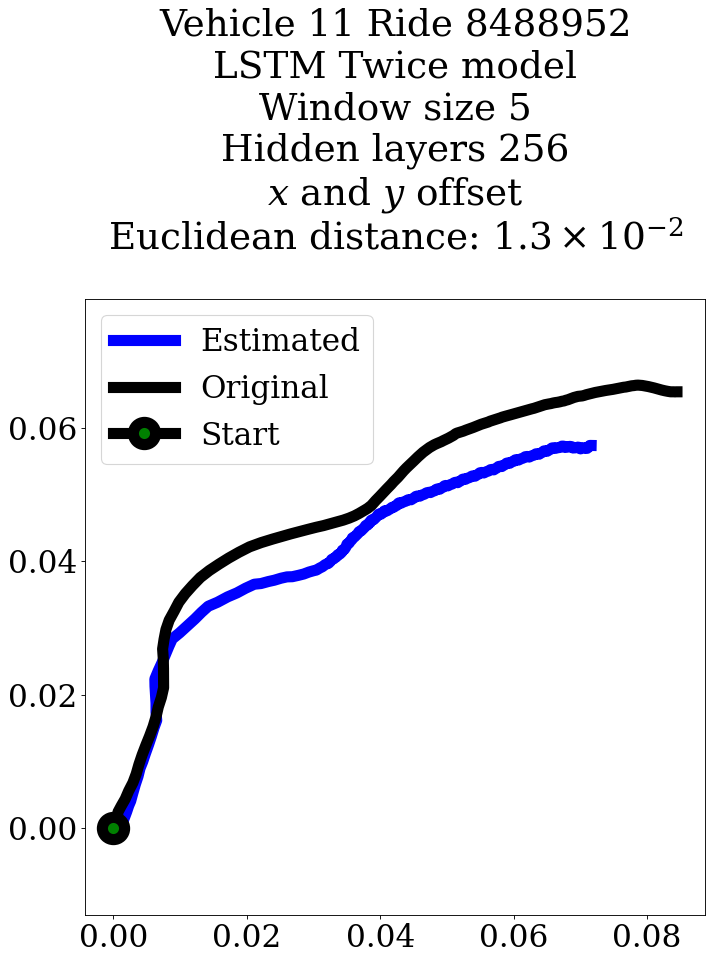 Vehicle 11 Ride 8488952
LSTM Twice model
Window size 5
Hidden layers 256
x and y offset
Euclidean distance: 1.3 × 10⁻²
Estimated
Original
Start
0.06
0.04
0.02
0.00
0.00 0.02 0.04 0.06 0.08